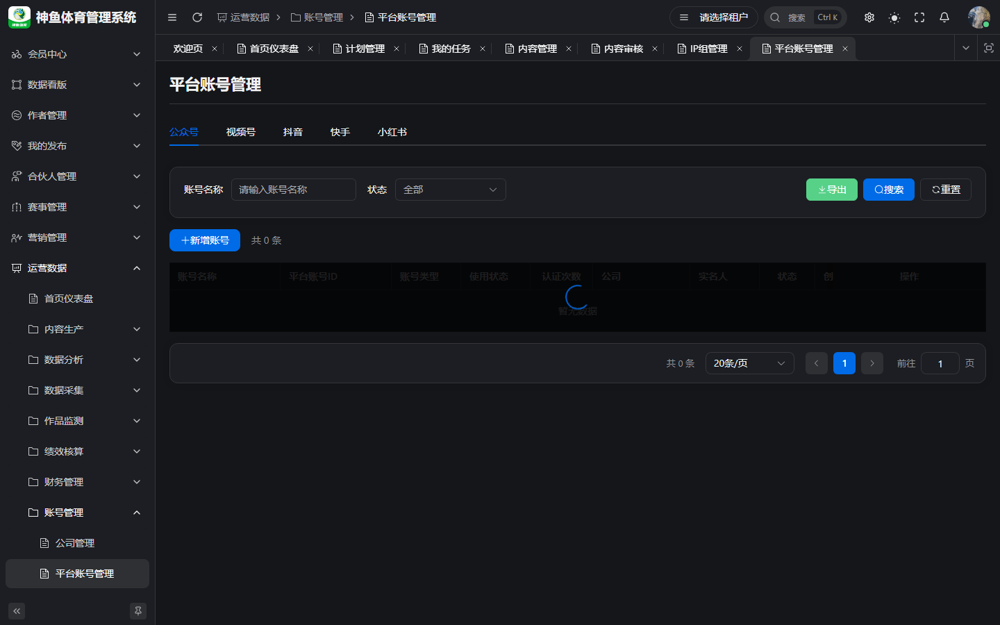 神鱼体育管理系统
运营数据
账号管理
平台账号管理
请选择租户
搜索
Ctrl K
欢迎页
首页仪表盘
计划管理
我的任务
内容管理
内容审核
IP组管理
平台账号管理
会员中心
数据看版
作者管理
我的发布
合伙人管理
赛事管理
营销管理
运营数据
首页仪表盘
内容生产
数据分析
数据采集
作品监测
绩效核算
财务管理
账号管理
公司管理
平台账号管理
平台账号管理
公众号
视频号
抖音
快手
小红书
账号名称
请输入账号名称
状态
全部
导出
搜索
重置
新增账号
共 0 条
账号名称
平台账号ID
账号类型
使用状态
认证次数
公司
实名人
状态
创
操作
暂无数据
共 0 条
20条/页
1
前往
1
页